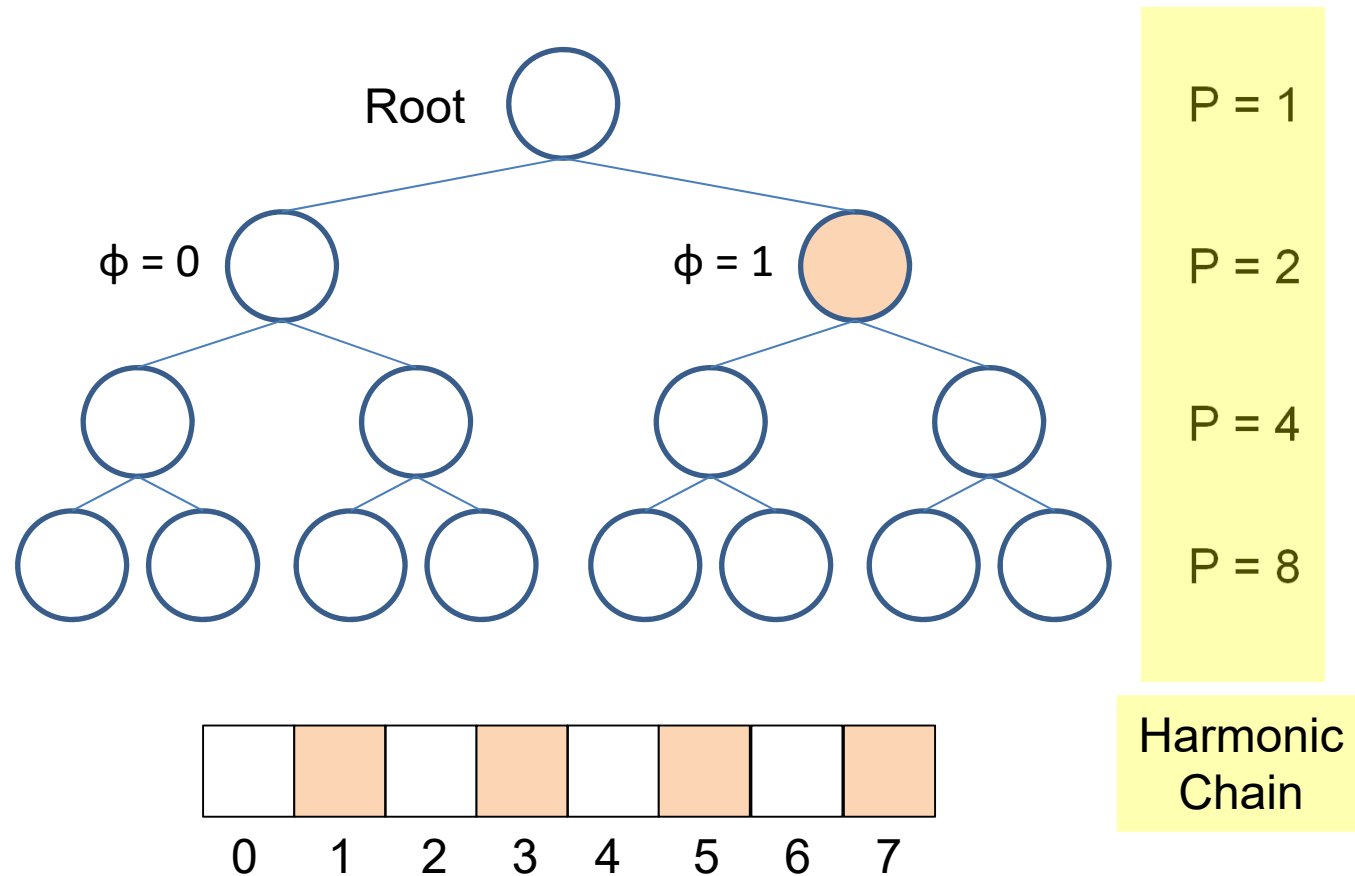 Root
P = 1
ϕ = 0
ϕ = 1
P = 2
P = 4
P = 8
Harmonic
Chain
0 1 2 3 4 5 6 7